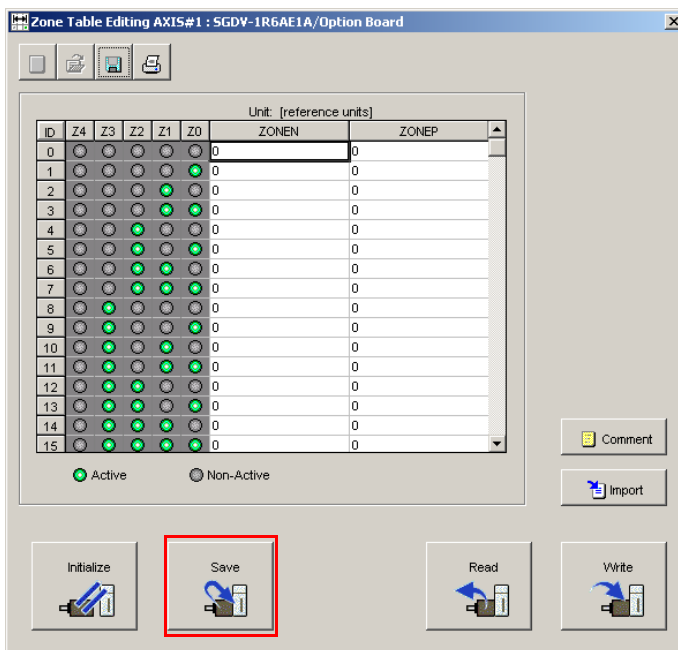 Zone Table Editing AXIS#1 : SGDV-1R6AE1A/Option Board
Unit: [reference units]
ID Z4 Z3 Z2 Z1 Z0 ZONEN ZONEP
0 0 0
1 0 0
2 0 0
3 0 0
4 0 0
5 0 0
6 0 0
7 0 0
8 0 0
9 0 0
10 0 0
11 0 0
12 0 0
13 0 0
14 0 0
15 0 0
Active Non-Active
Comment
Import
Initialize Save Read Write